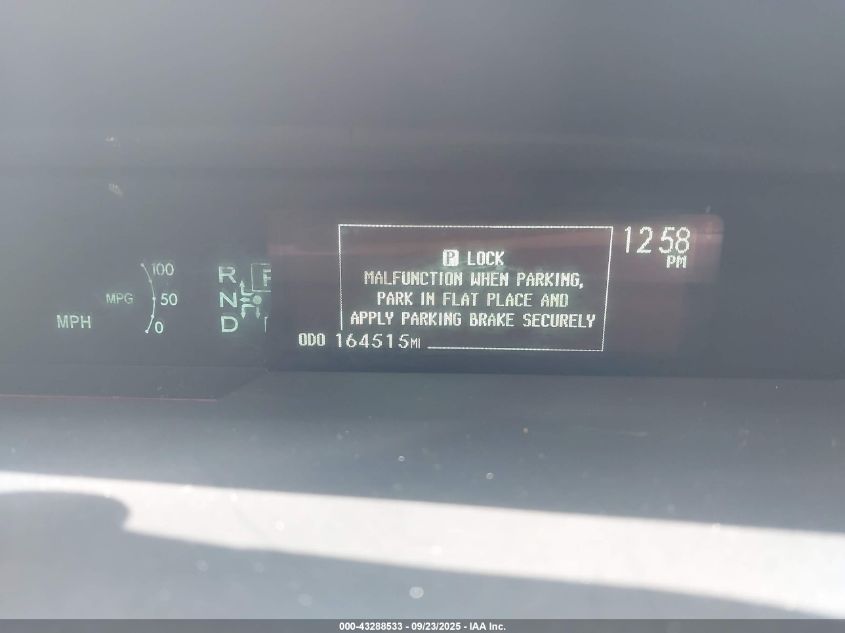 12:58
PM
P LOCK
MALFUNCTION WHEN PARKING,
PARK IN FLAT PLACE AND
APPLY PARKING BRAKE SECURELY
ODO 164515MI
100
MPG 50
0
MPH
R
N
D
000-43288533 - 09/23/2025 - IAA Inc.